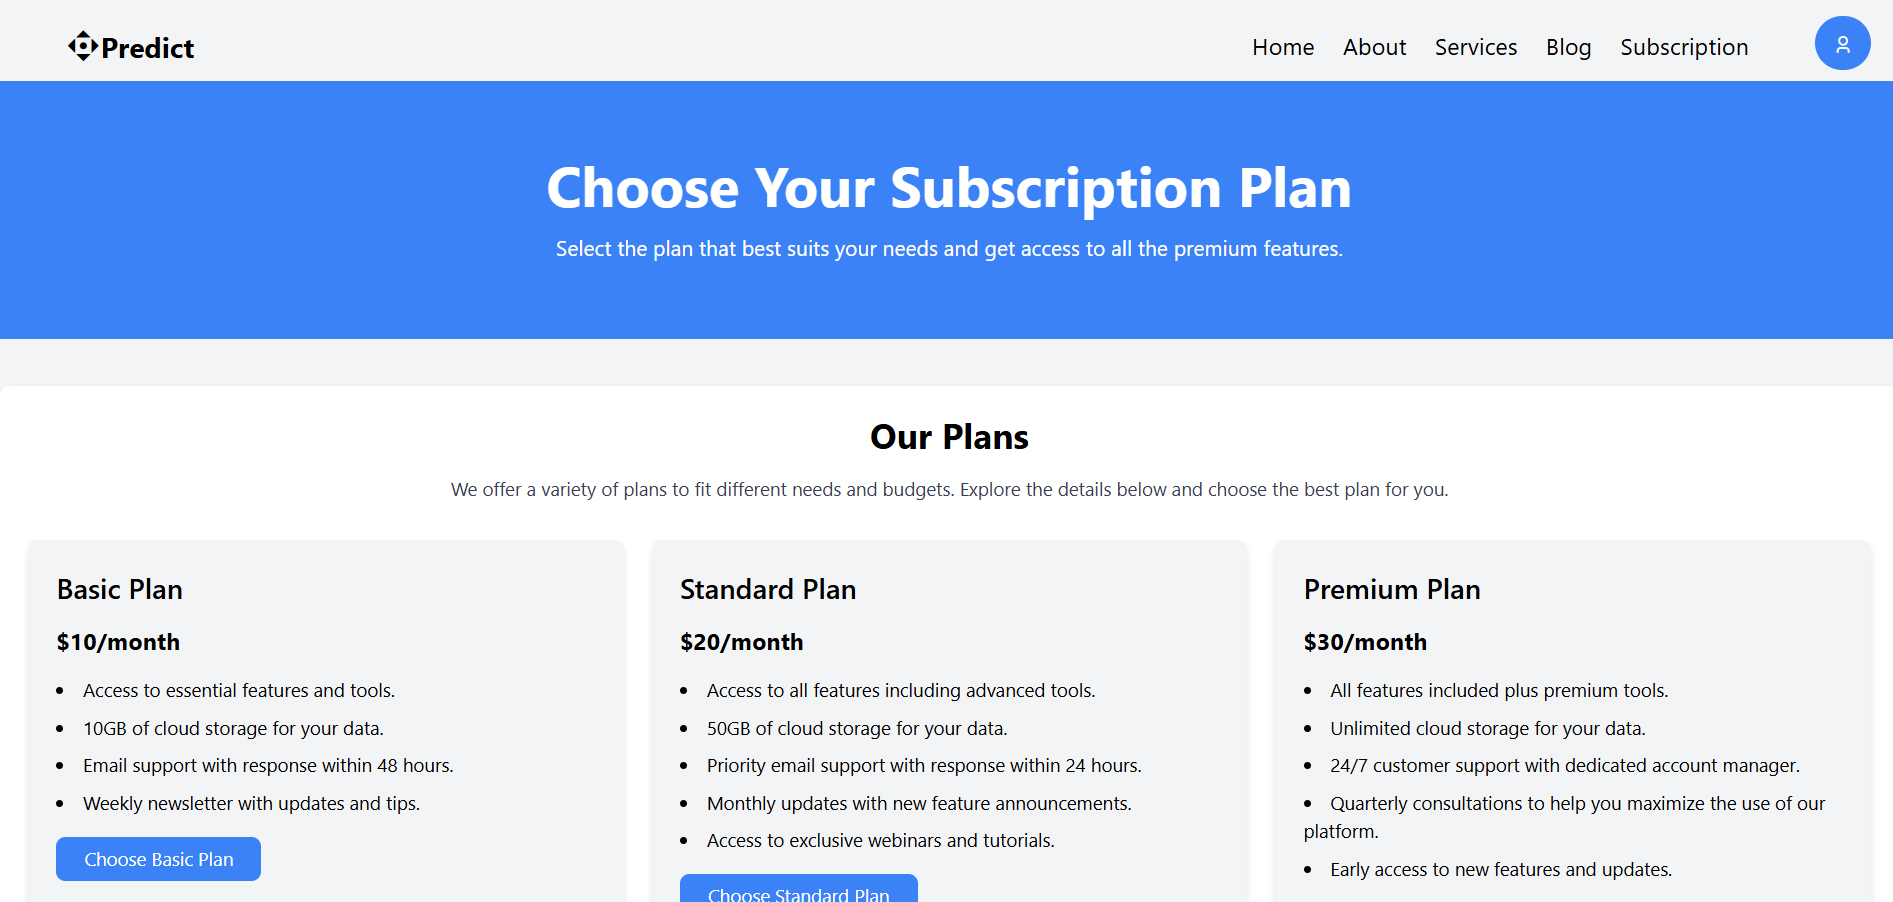 Predict
Home About Services Blog Subscription
Choose Your Subscription Plan
Select the plan that best suits your needs and get access to all the premium features.
Our Plans
We offer a variety of plans to fit different needs and budgets. Explore the details below and choose the best plan for you.
Basic Plan
$10/month
• Access to essential features and tools.
• 10GB of cloud storage for your data.
• Email support with response within 48 hours.
• Weekly newsletter with updates and tips.
Choose Basic Plan
Standard Plan
$20/month
• Access to all features including advanced tools.
• 50GB of cloud storage for your data.
• Priority email support with response within 24 hours.
• Monthly updates with new feature announcements.
• Access to exclusive webinars and tutorials.
Choose Standard Plan
Premium Plan
$30/month
• All features included plus premium tools.
• Unlimited cloud storage for your data.
• 24/7 customer support with dedicated account manager.
• Quarterly consultations to help you maximize the use of our
platform.
• Early access to new features and updates.